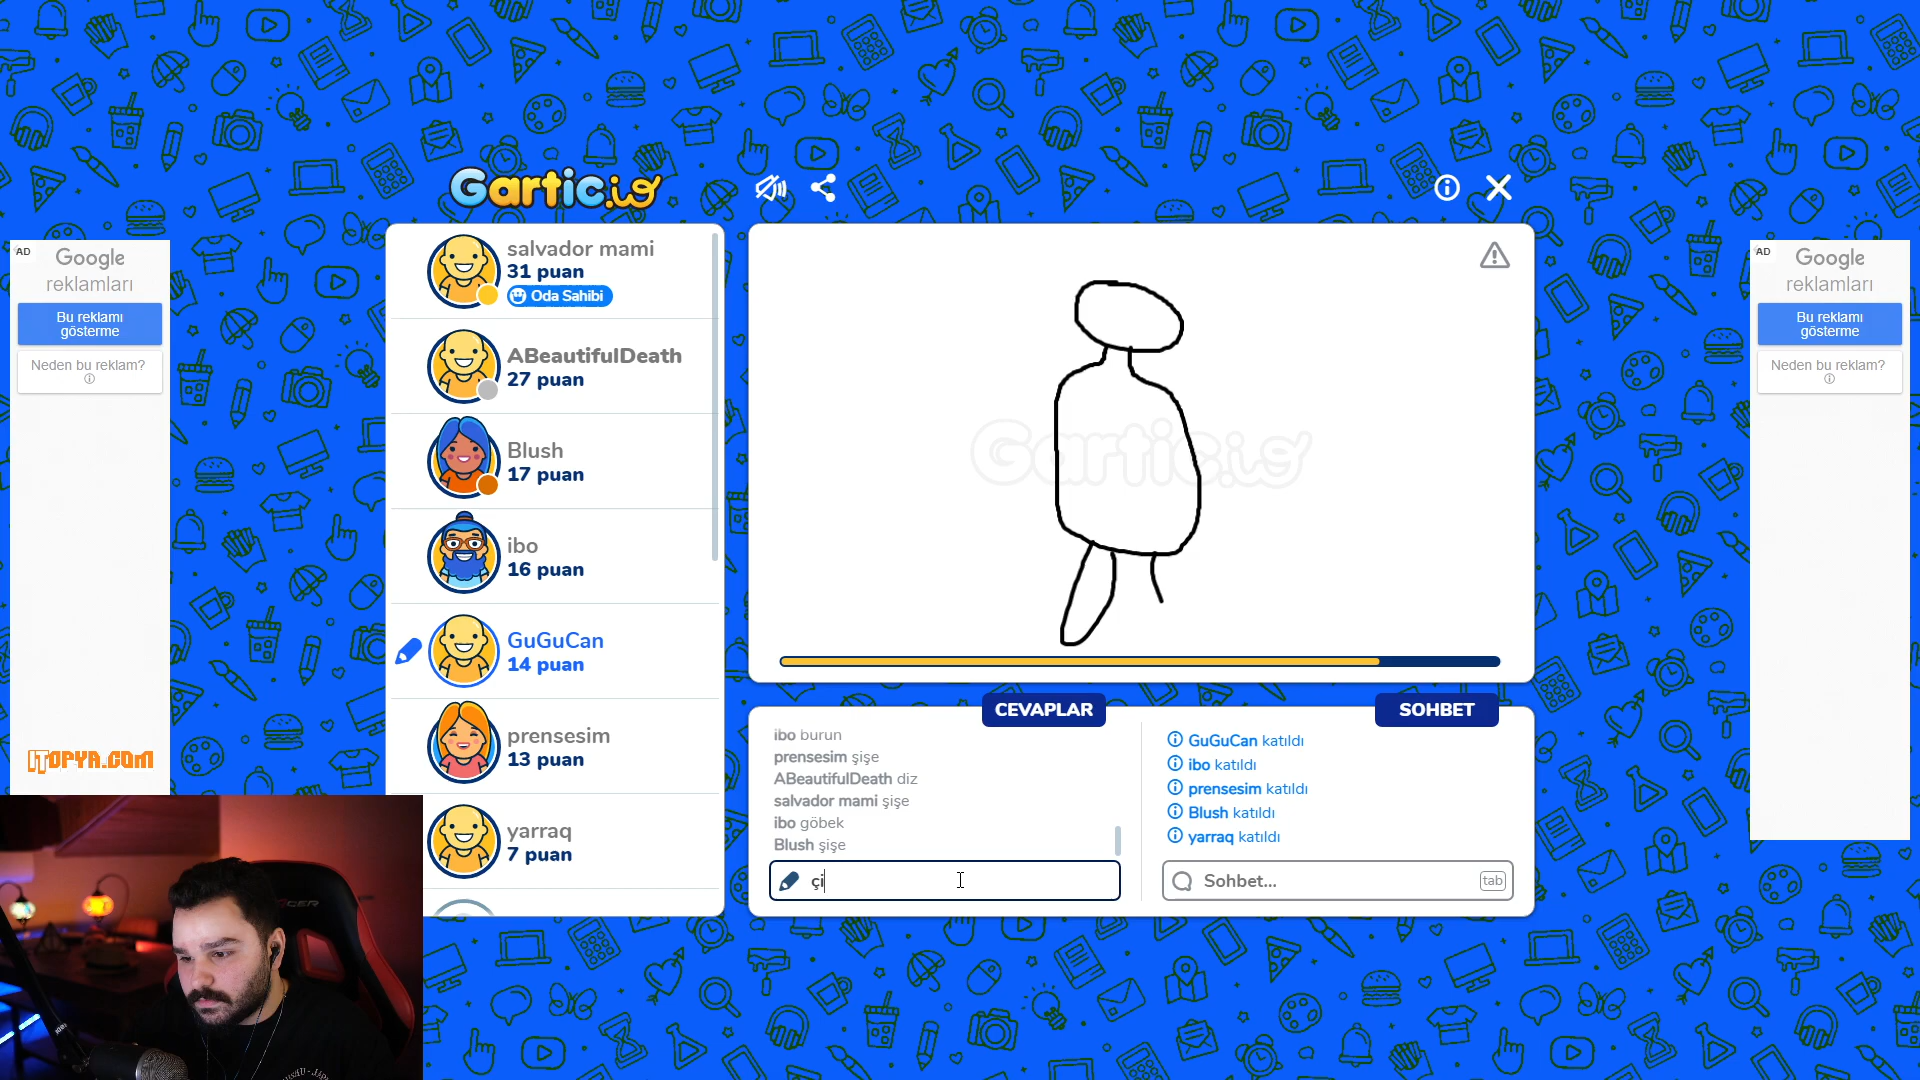 Gartic.io
AD
Google
reklamları
Bu reklamı
gösterme
Neden bu reklam?
ITOPYA.COM
salvador mami
31 puan
Oda Sahibi
ABeautifulDeath
27 puan
Blush
17 puan
ibo
16 puan
GuGuCan
14 puan
prensesim
13 puan
yarraq
7 puan
Gartic.io
CEVAPLAR
ibo burun
prensesim şişe
ABeautifulDeath diz
salvador mami şişe
ibo göbek
Blush şişe
çi
SOHBET
GuGuCan katıldı
ibo katıldı
prensesim katıldı
Blush katıldı
yarraq katıldı
Sohbet...
tab
AD
Google
reklamları
Bu reklamı
gösterme
Neden bu reklam?